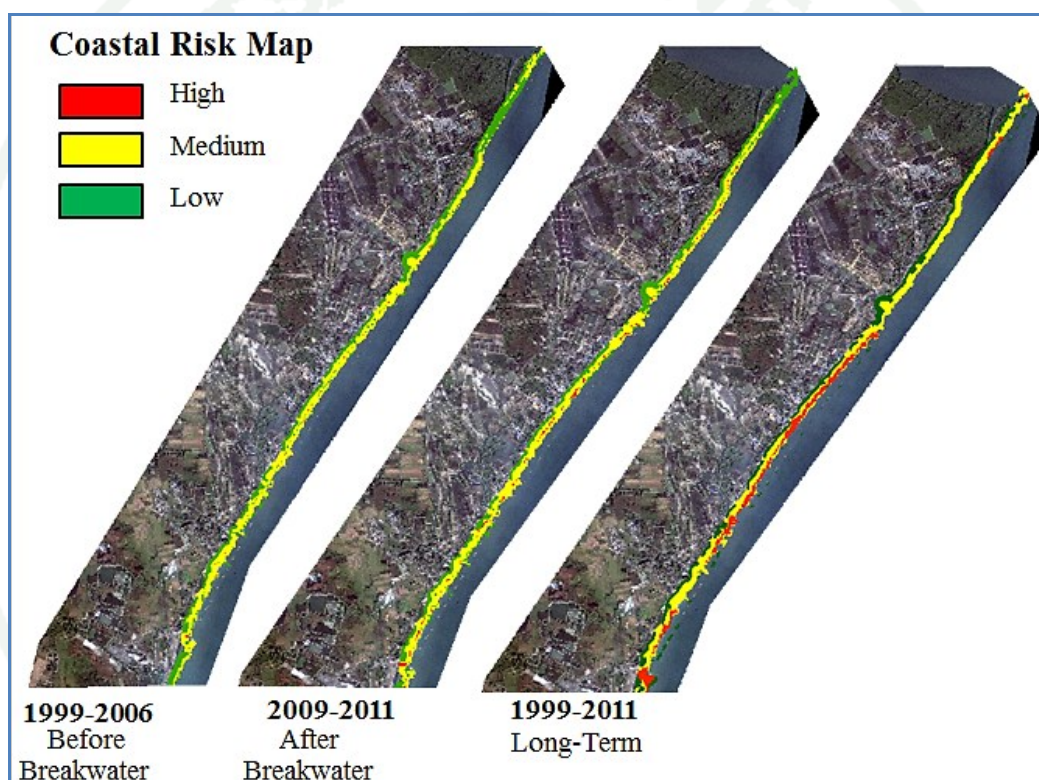 Coastal Risk Map
High
Medium
Low
1999-2006
Before
Breakwater
2009-2011
After
Breakwater
1999-2011
Long-Term